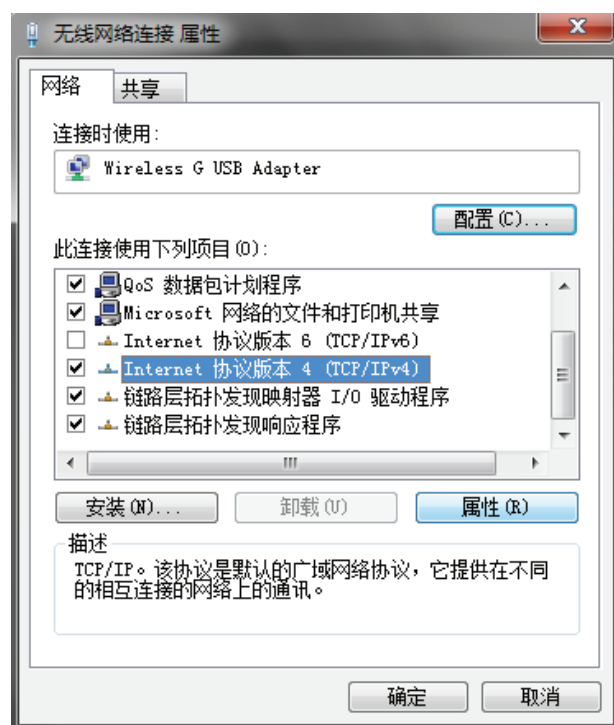 无线网络连接 属性
网络
共享
连接时使用:
Wireless G USB Adapter
配置(C)...
此连接使用下列项目(O):
QoS 数据包计划程序
Microsoft 网络的文件和打印机共享
Internet 协议版本 6 (TCP/IPv6)
Internet 协议版本 4 (TCP/IPv4)
链路层拓扑发现映射器 I/O 驱动程序
链路层拓扑发现响应程序
安装(N)...
卸载(U)
属性(R)
描述
TCP/IP。该协议是默认的广域网络协议，它提供在不同
的相互连接的网络上的通讯。
确定
取消